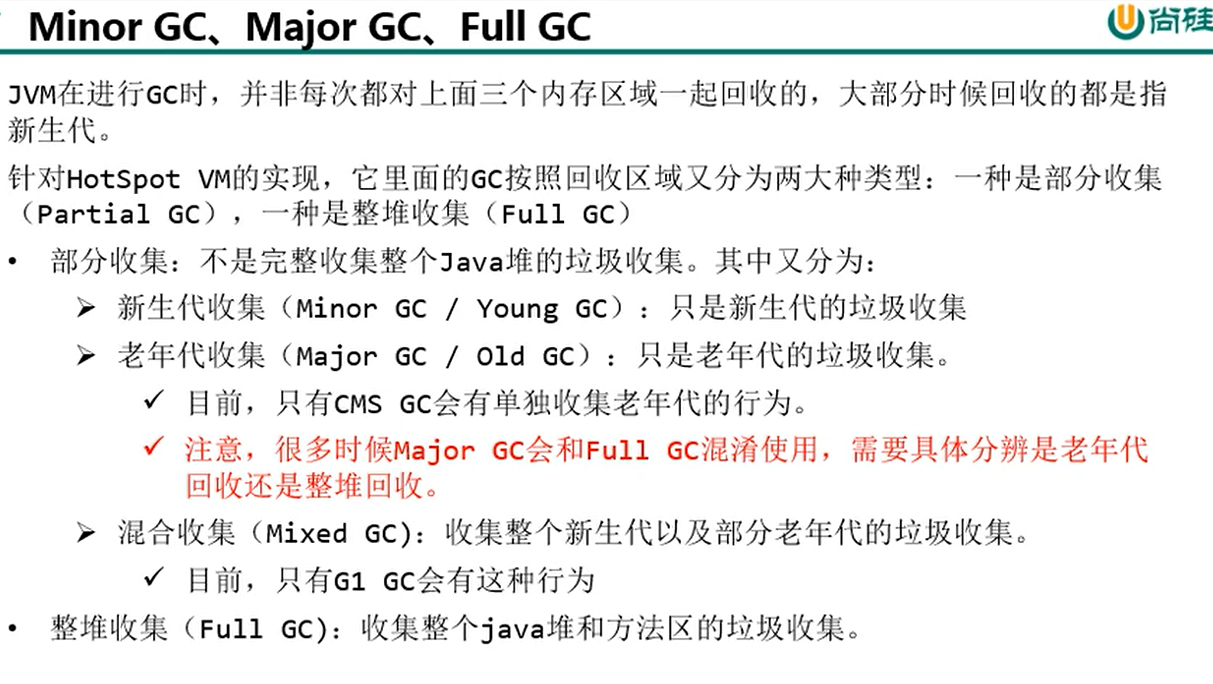 Minor GC、Major GC、Full GC
尚硅
JVM在进行GC时，并非每次都对上面三个内存区域一起回收的，大部分时候回收的都是指
新生代。
针对HotSpot VM的实现，它里面的GC按照回收区域又分为两大种类型：一种是部分收集
（Partial GC），一种是整堆收集（Full GC）
• 部分收集：不是完整收集整个Java堆的垃圾收集。其中又分为：
➢ 新生代收集（Minor GC / Young GC）：只是新生代的垃圾收集
➢ 老年代收集（Major GC / Old GC）：只是老年代的垃圾收集。
✓ 目前，只有CMS GC会有单独收集老年代的行为。
✓ 注意，很多时候Major GC会和Full GC混淆使用，需要具体分辨是老年代
回收还是整堆回收。
➢ 混合收集（Mixed GC)：收集整个新生代以及部分老年代的垃圾收集。
✓ 目前，只有G1 GC会有这种行为
• 整堆收集（Full GC)：收集整个java堆和方法区的垃圾收集。